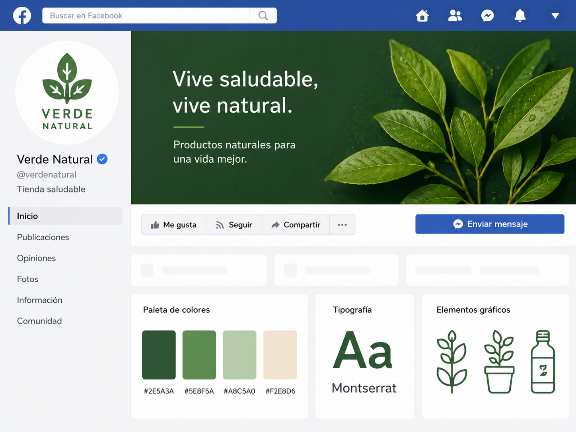 Buscar en Facebook
VERDE
NATURAL
Verde Natural
@verdenatural
Tienda saludable
Inicio
Publicaciones
Opiniones
Fotos
Información
Comunidad
Vive saludable,
vive natural.
Productos naturales para
una vida mejor.
Me gusta
Seguir
Compartir
Enviar mensaje
Paleta de colores
#2E5A3A
#5E8F5A
#A8C5A0
#F2E8D6
Tipografía
Aa
Montserrat
Elementos gráficos